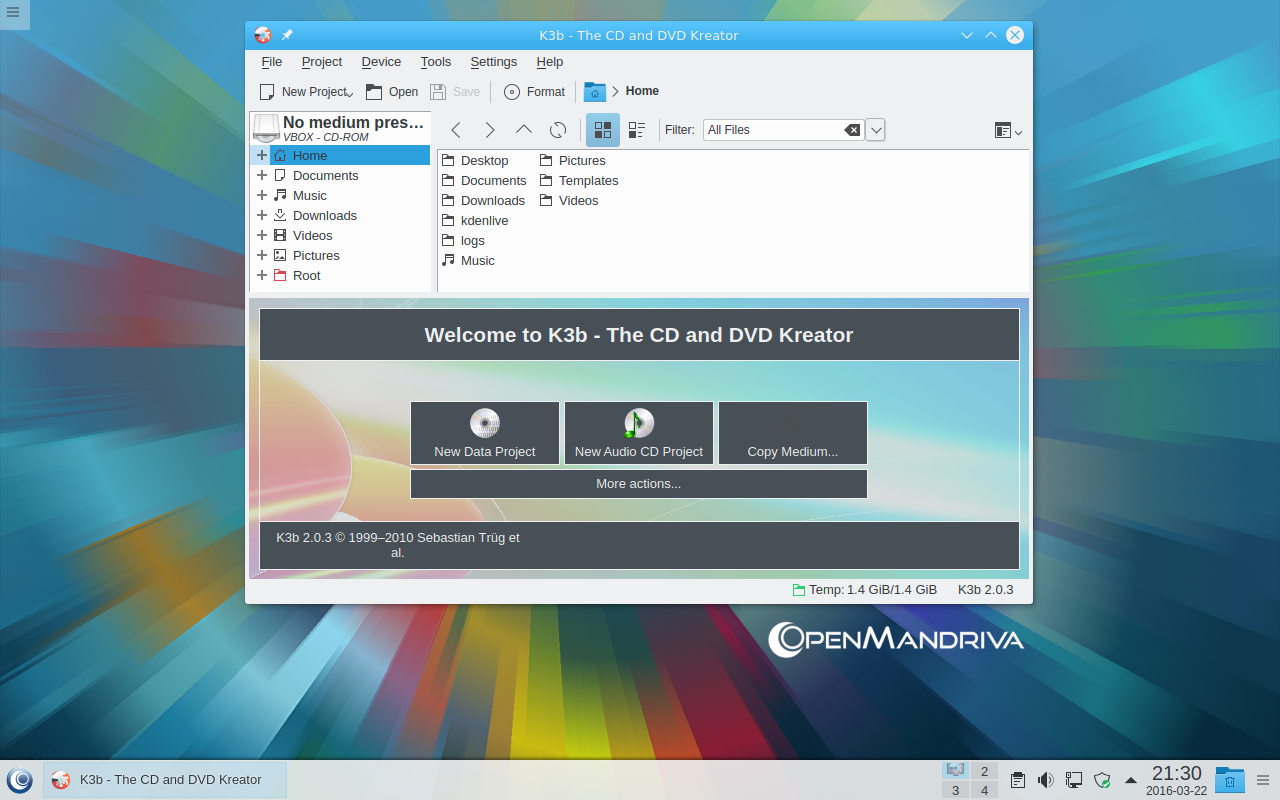 K3b - The CD and DVD Kreator
File Project Device Tools Settings Help
New Project Open Save Format Home
No medium pres…
VBOX - CD-ROM
Filter: All Files
Home
Documents
Music
Downloads
Videos
Pictures
Root
Desktop
Documents
Downloads
kdenlive
logs
Music
Pictures
Templates
Videos
Welcome to K3b - The CD and DVD Kreator
New Data Project
New Audio CD Project
Copy Medium...
More actions...
K3b 2.0.3 © 1999–2010 Sebastian Trüg et
al.
Temp: 1.4 GiB/1.4 GiB K3b 2.0.3
OpenMandriva
K3b - The CD and DVD Kreator
2
3 4
21:30
2016-03-22